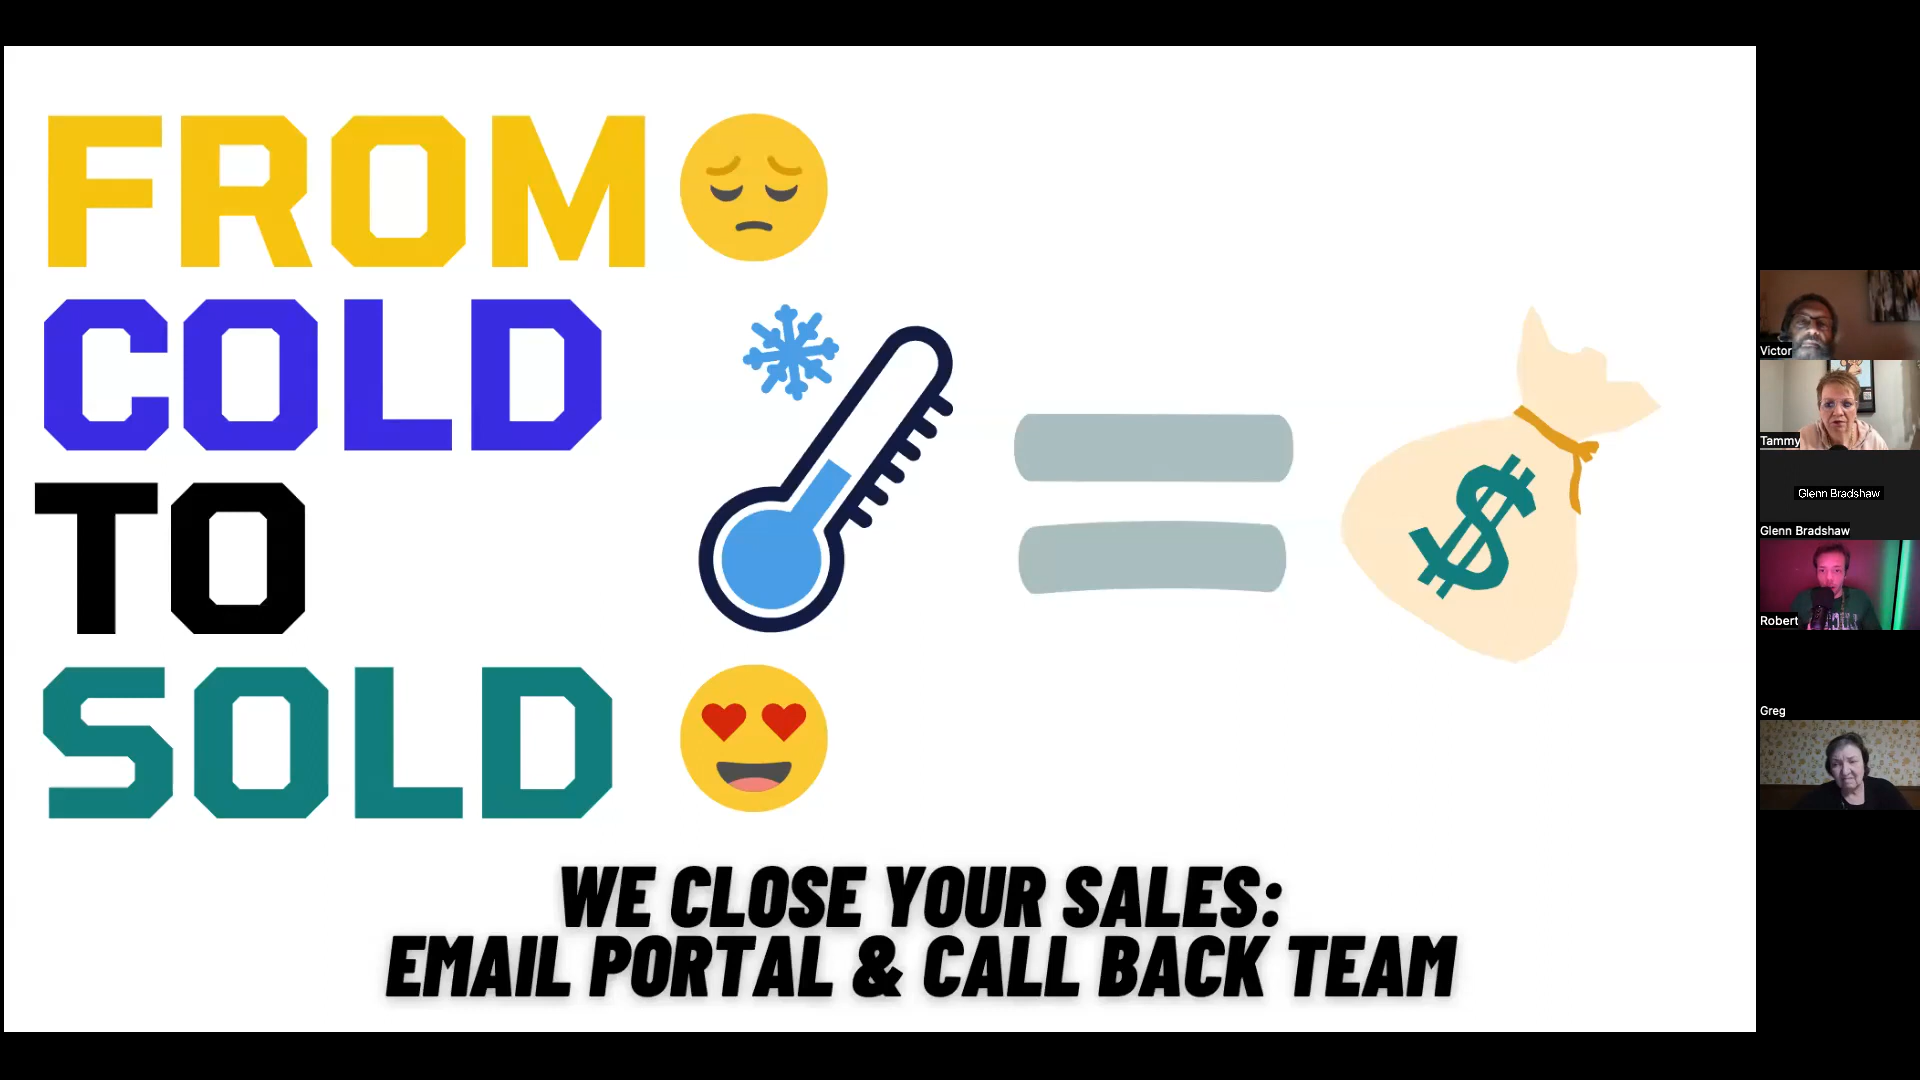 FROM
COLD
TO
SOLD
$
WE CLOSE YOUR SALES:
EMAIL PORTAL & CALL BACK TEAM
Victor
Tammy
Glenn Bradshaw
Glenn Bradshaw
Robert
Greg